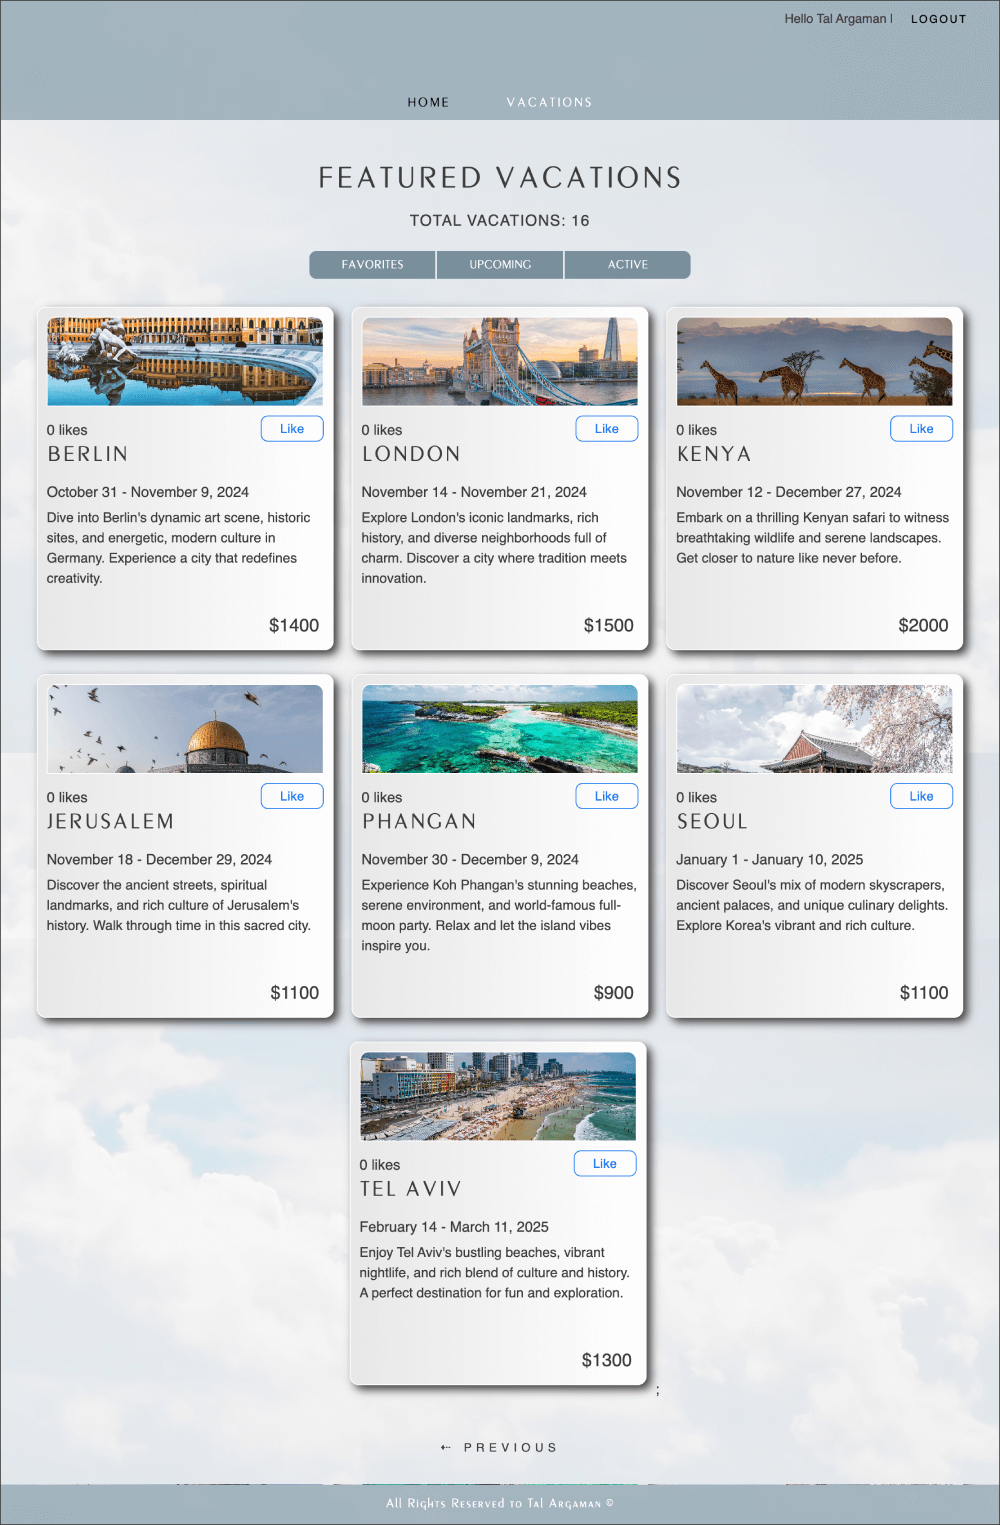 Hello Tal Argaman |
LOGOUT
HOME
VACATIONS
FEATURED VACATIONS
TOTAL VACATIONS: 16
FAVORITES
UPCOMING
ACTIVE
0 likes
Like
BERLIN
October 31 - November 9, 2024
Dive into Berlin's dynamic art scene, historic
sites, and energetic, modern culture in
Germany. Experience a city that redefines
creativity.
$1400
0 likes
Like
LONDON
November 14 - November 21, 2024
Explore London's iconic landmarks, rich
history, and diverse neighborhoods full of
charm. Discover a city where tradition meets
innovation.
$1500
0 likes
Like
KENYA
November 12 - December 27, 2024
Embark on a thrilling Kenyan safari to witness
breathtaking wildlife and serene landscapes.
Get closer to nature like never before.
$2000
0 likes
Like
JERUSALEM
November 18 - December 29, 2024
Discover the ancient streets, spiritual
landmarks, and rich culture of Jerusalem's
history. Walk through time in this sacred city.
$1100
0 likes
Like
PHANGAN
November 30 - December 9, 2024
Experience Koh Phangan's stunning beaches,
serene environment, and world-famous full-
moon party. Relax and let the island vibes
inspire you.
$900
0 likes
Like
SEOUL
January 1 - January 10, 2025
Discover Seoul's mix of modern skyscrapers,
ancient palaces, and unique culinary delights.
Explore Korea's vibrant and rich culture.
$1100
0 likes
Like
TEL AVIV
February 14 - March 11, 2025
Enjoy Tel Aviv's bustling beaches, vibrant
nightlife, and rich blend of culture and history.
A perfect destination for fun and exploration.
$1300
;
← PREVIOUS
All Rights Reserved to Tal Argaman ©